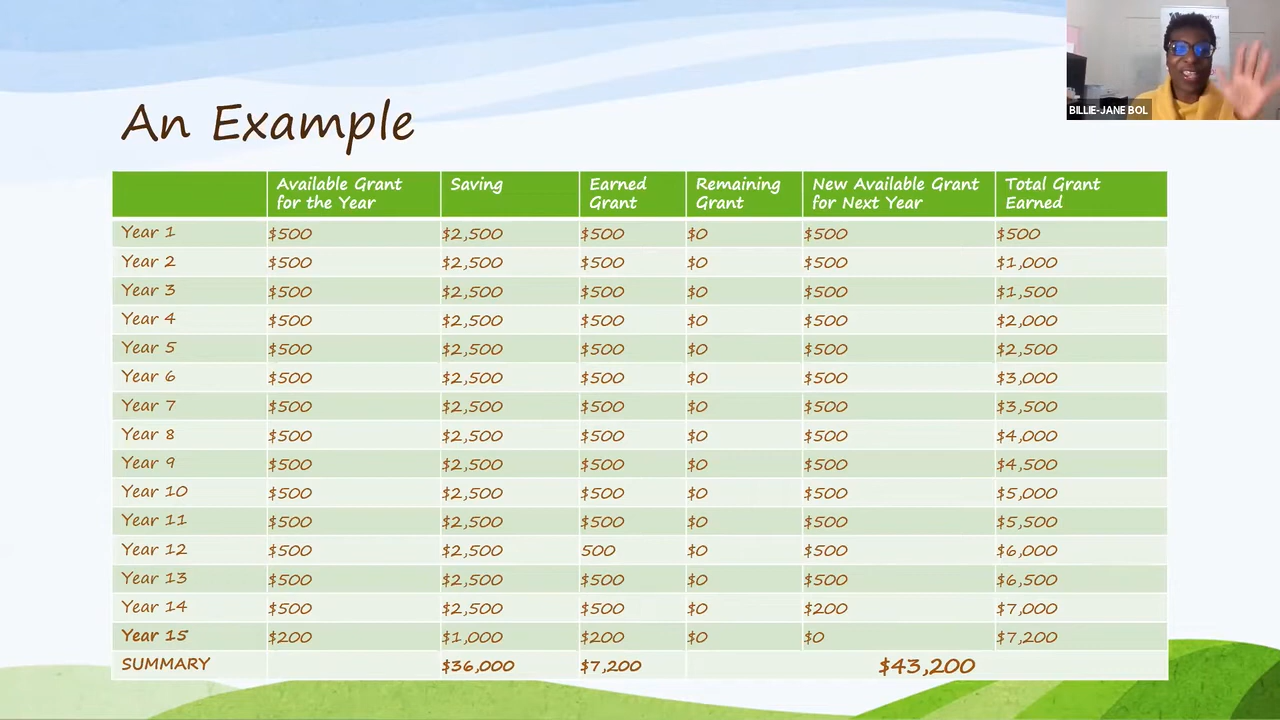 BILLIE-JANE BOL
An Example
Available Grant for the Year Saving Earned Grant Remaining Grant New Available Grant for Next Year Total Grant Earned
Year 1 $500 $2,500 $500 $0 $500 $500
Year 2 $500 $2,500 $500 $0 $500 $1,000
Year 3 $500 $2,500 $500 $0 $500 $1,500
Year 4 $500 $2,500 $500 $0 $500 $2,000
Year 5 $500 $2,500 $500 $0 $500 $2,500
Year 6 $500 $2,500 $500 $0 $500 $3,000
Year 7 $500 $2,500 $500 $0 $500 $3,500
Year 8 $500 $2,500 $500 $0 $500 $4,000
Year 9 $500 $2,500 $500 $0 $500 $4,500
Year 10 $500 $2,500 $500 $0 $500 $5,000
Year 11 $500 $2,500 $500 $0 $500 $5,500
Year 12 $500 $2,500 500 $0 $500 $6,000
Year 13 $500 $2,500 $500 $0 $500 $6,500
Year 14 $500 $2,500 $500 $0 $200 $7,000
Year 15 $200 $1,000 $200 $0 $0 $7,200
SUMMARY $36,000 $7,200 $43,200